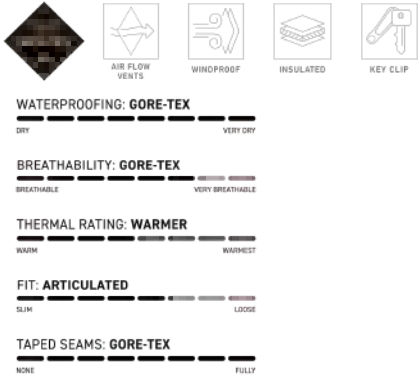 AIR FLOW
VENTS
WINDPROOF
INSULATED
KEY CLIP
WATERPROOFING: GORE-TEX
DRY VERY DRY
BREATHABILITY: GORE-TEX
BREATHABLE VERY BREATHABLE
THERMAL RATING: WARMER
WARM WARMEST
FIT: ARTICULATED
SLIM LOOSE
TAPED SEAMS: GORE-TEX
NONE FULLY